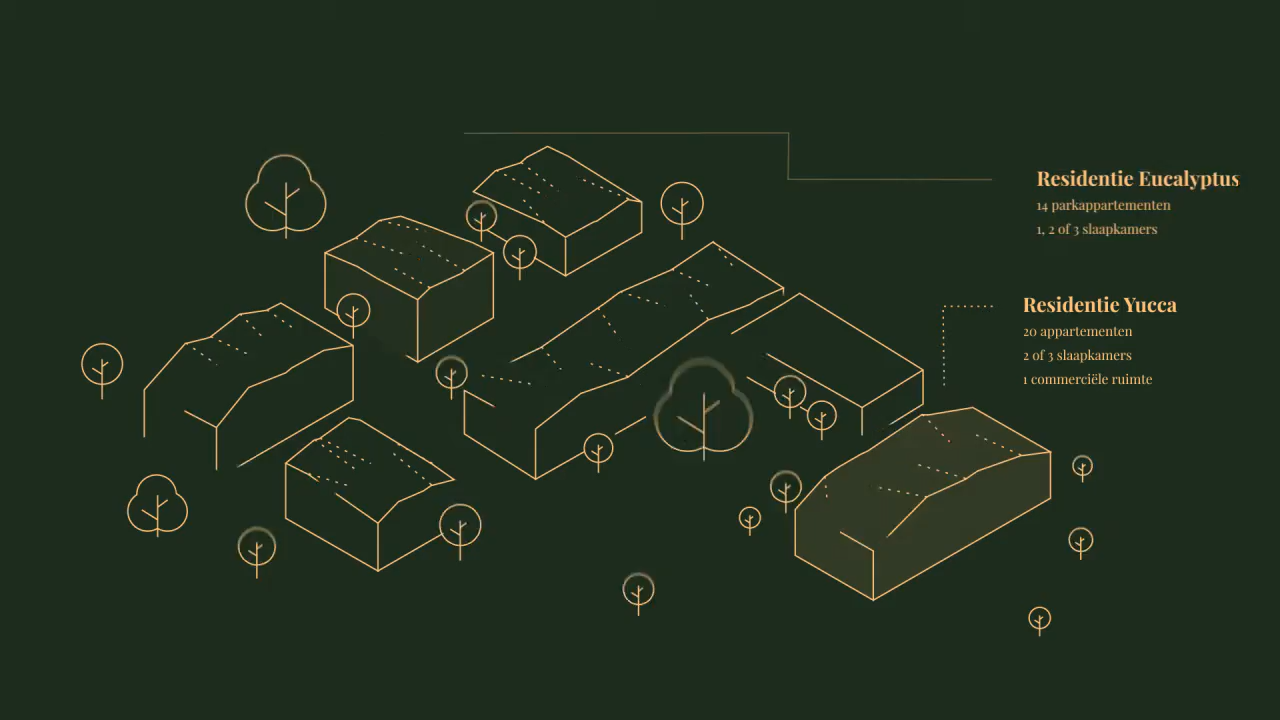 Residentie Eucalyptus
14 parkappartementen
1, 2 of 3 slaapkamers
Residentie Yucca
20 appartementen
2 of 3 slaapkamers
1 commerciële ruimte